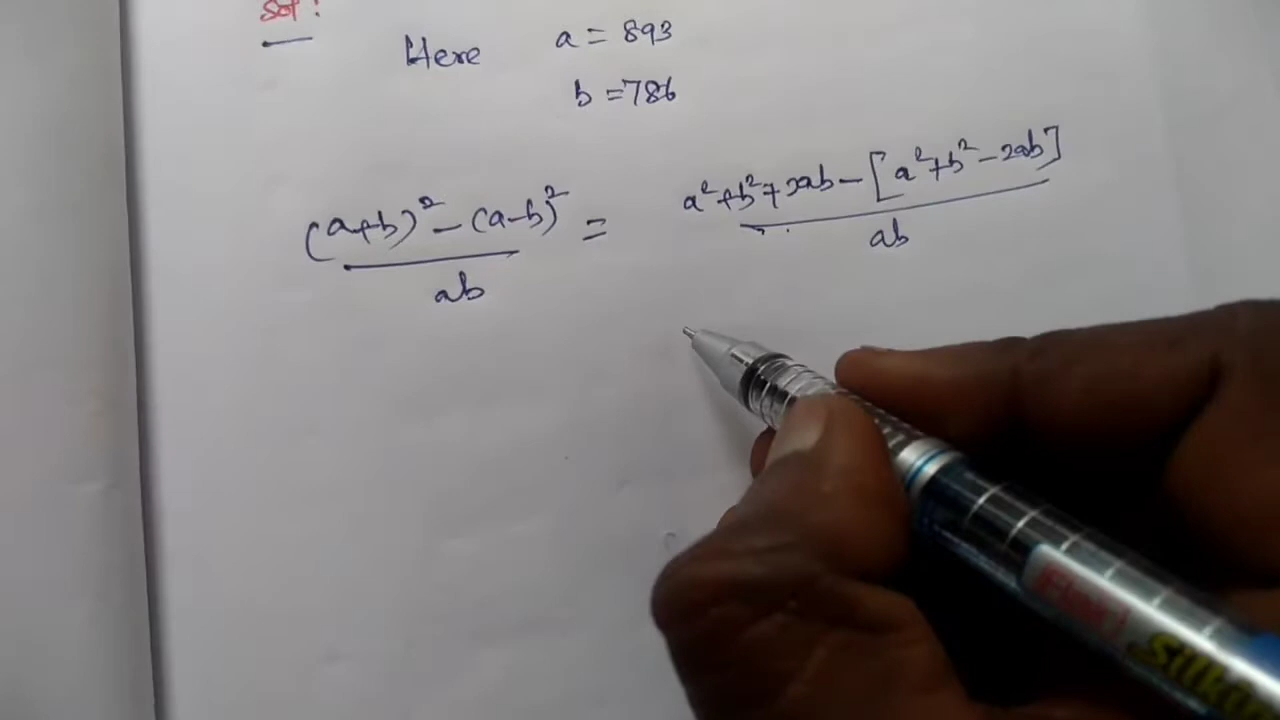 Sol:
Here a = 893
b = 786
(a+b)² - (a-b)² / ab = a²+b²+2ab - [a²+b²-2ab] / ab